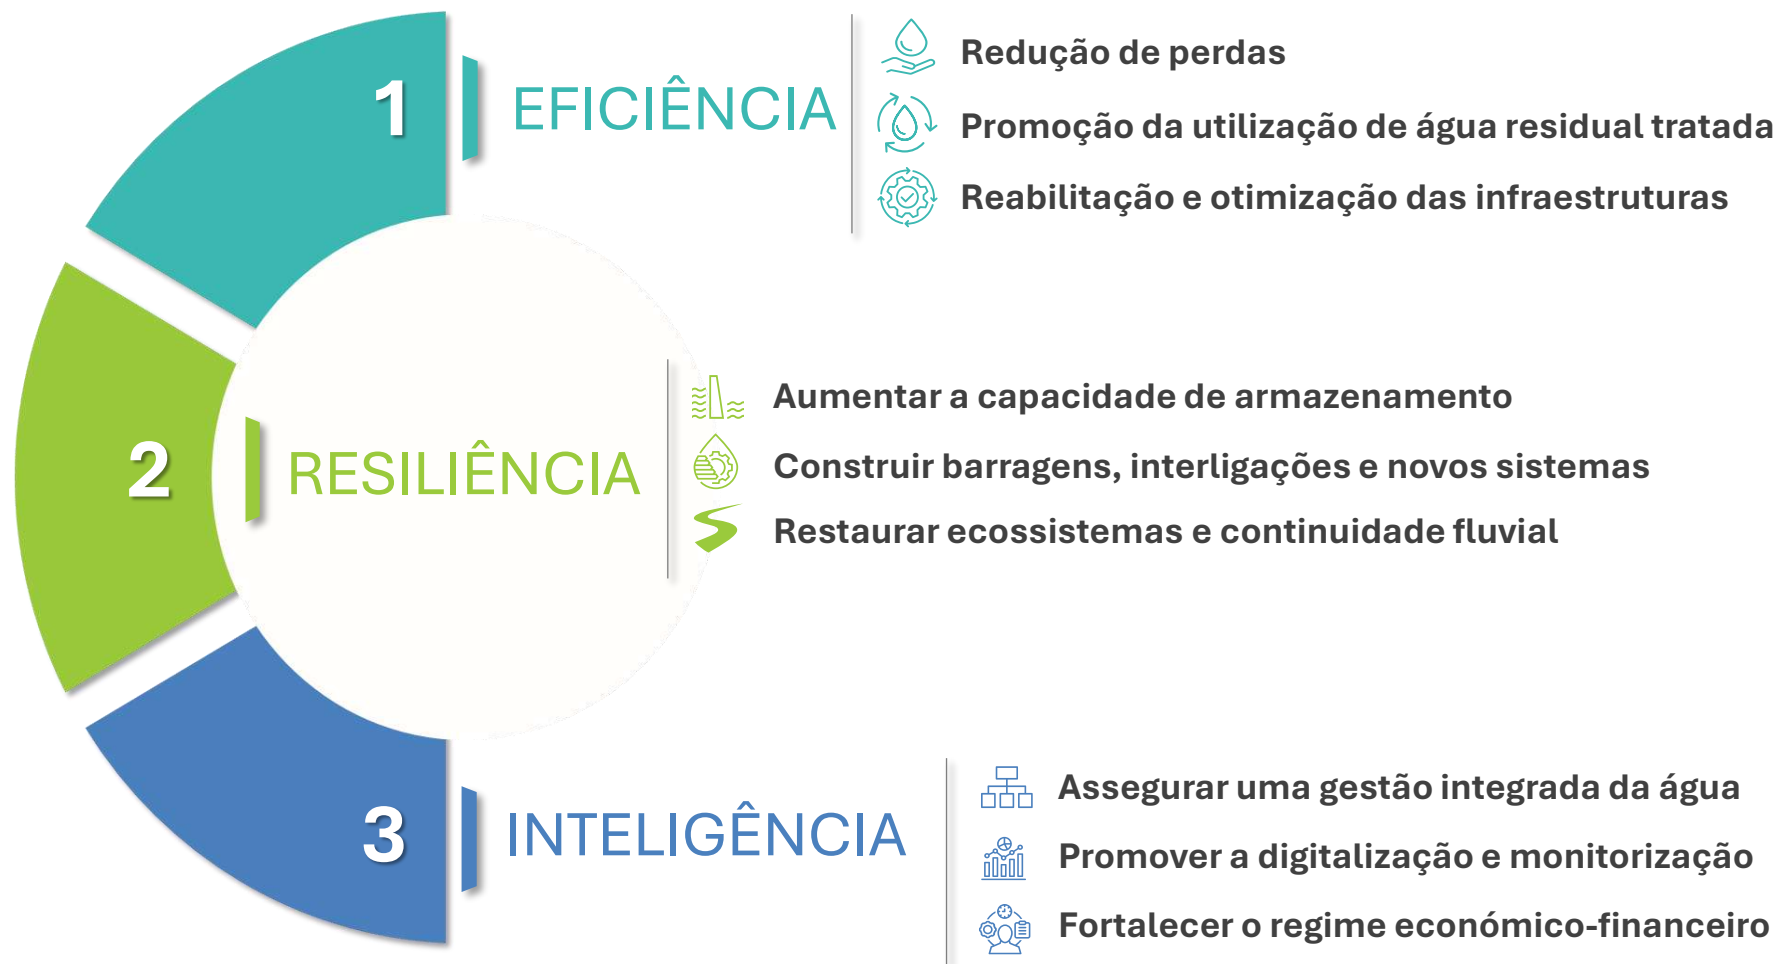 1
EFICIÊNCIA
Redução de perdas
Promoção da utilização de água residual tratada
Reabilitação e otimização das infraestruturas
2
RESILIÊNCIA
Aumentar a capacidade de armazenamento
Construir barragens, interligações e novos sistemas
Restaurar ecossistemas e continuidade fluvial
3
INTELIGÊNCIA
Assegurar uma gestão integrada da água
Promover a digitalização e monitorização
Fortalecer o regime económico-financeiro